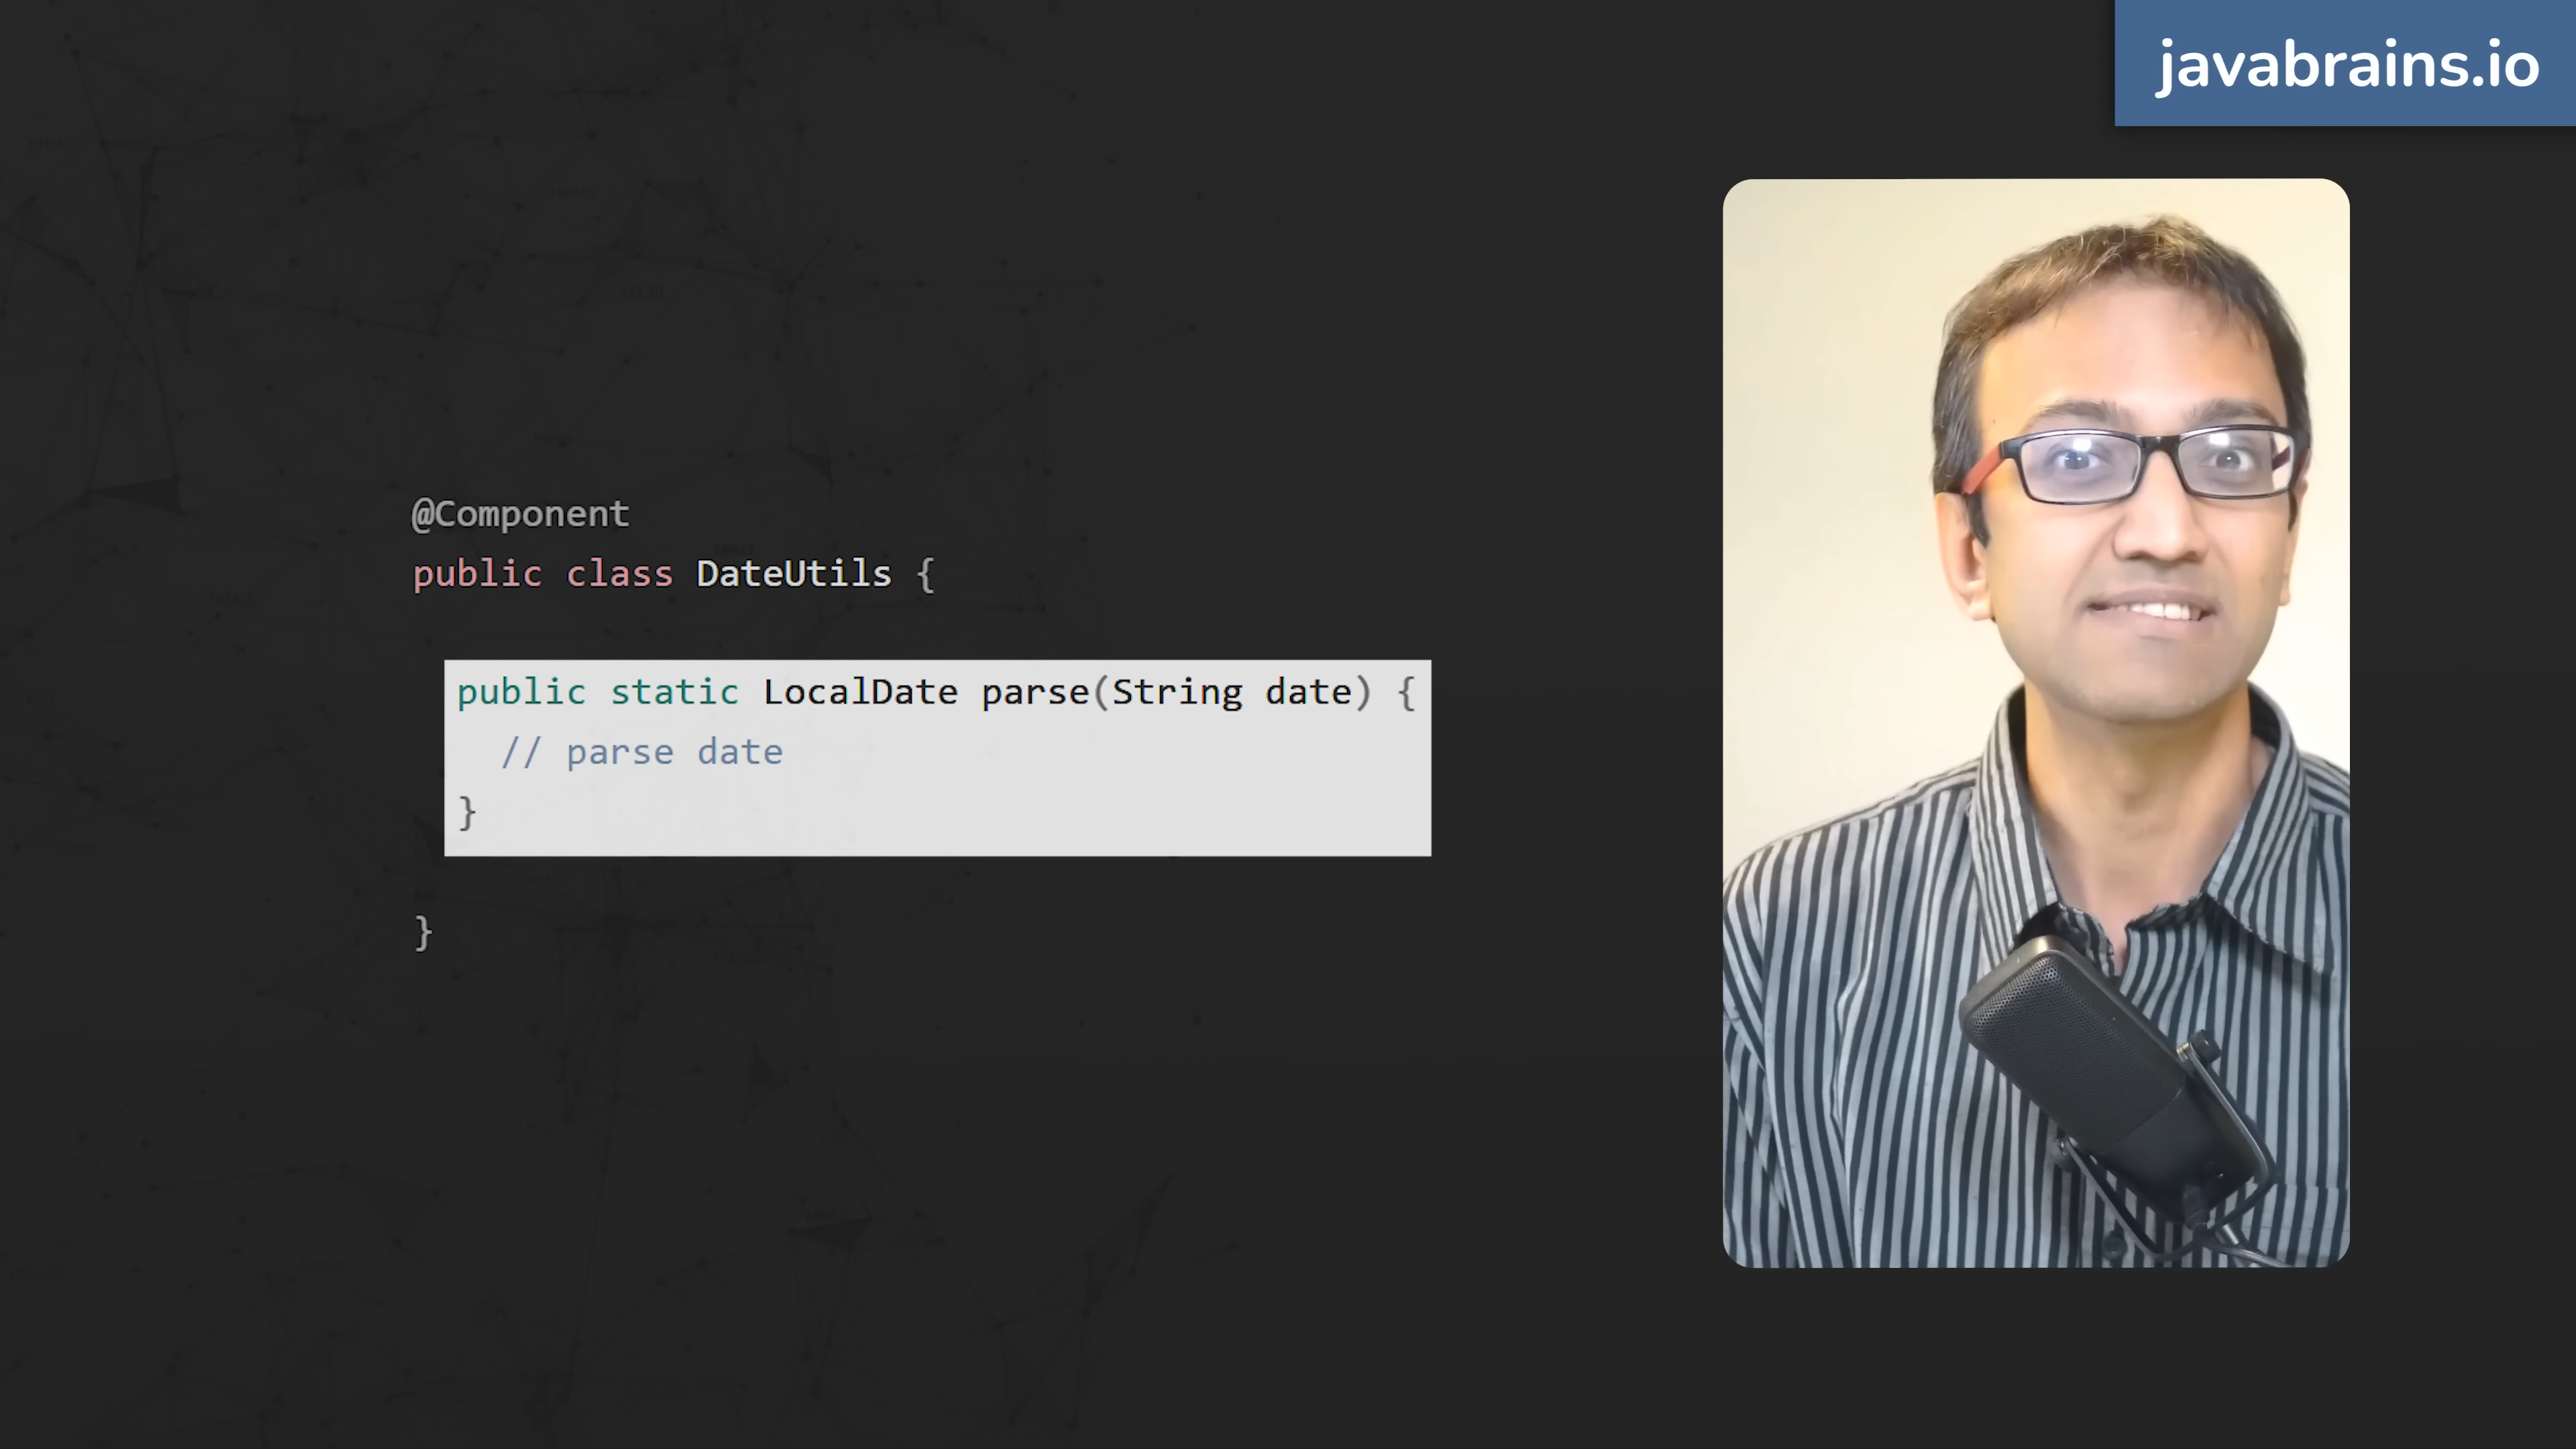 javabrains.io
@Component
public class DateUtils {
public static LocalDate parse(String date) {
// parse date
}
}